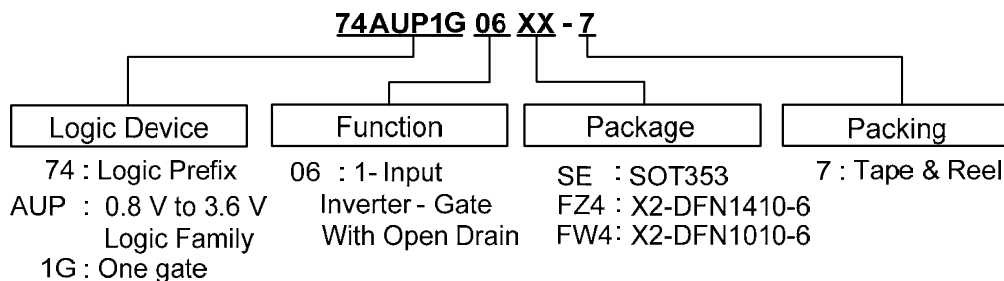 74AUP1G 06 XX - 7
Logic Device
74 : Logic Prefix
AUP : 0.8 V to 3.6 V
Logic Family
1G : One gate
Function
06 : 1- Input
Inverter - Gate
With Open Drain
Package
SE : SOT353
FZ4 : X2-DFN1410-6
FW4: X2-DFN1010-6
Packing
7 : Tape & Reel